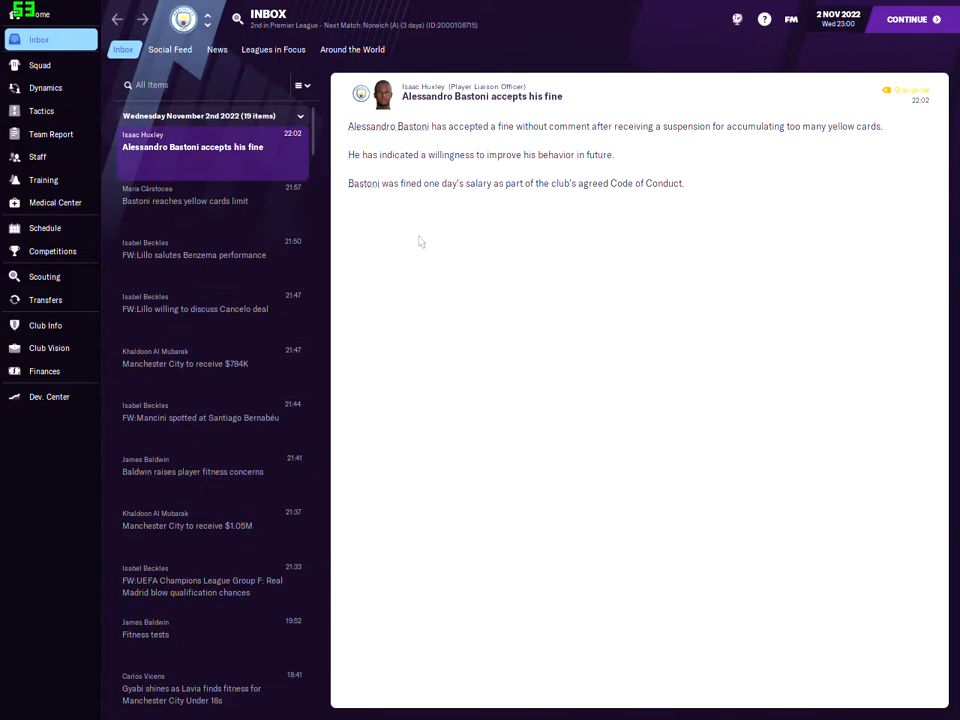 53
ome
INBOX
2nd in Premier League - Next Match: Norwich (A) (3 days) (ID:2000108715)
FM
2 NOV 2022
Wed 23:00
CONTINUE
Inbox
Social Feed
News
Leagues in Focus
Around the World
Inbox
Squad
Dynamics
Tactics
Team Report
Staff
Training
Medical Center
Schedule
Competitions
Scouting
Transfers
Club Info
Club Vision
Finances
Dev. Center
All Items
Wednesday November 2nd 2022 (19 items)
Isaac Huxley 22:02
Alessandro Bastoni accepts his fine
Maria Cârstocea 21:57
Bastoni reaches yellow cards limit
Isabel Beckles 21:50
FW:Lillo salutes Benzema performance
Isabel Beckles 21:47
FW:Lillo willing to discuss Cancelo deal
Khaldoon Al Mubarak 21:47
Manchester City to receive $784K
Isabel Beckles 21:44
FW:Mancini spotted at Santiago Bernabéu
James Baldwin 21:41
Baldwin raises player fitness concerns
Khaldoon Al Mubarak 21:37
Manchester City to receive $1.05M
Isabel Beckles 21:33
FW:UEFA Champions League Group F: Real
Madrid blow qualification chances
James Baldwin 19:52
Fitness tests
Carlos Vicens 18:41
Gyabi shines as Lavia finds fitness for
Manchester City Under 18s
Isaac Huxley (Player Liaison Officer)
Alessandro Bastoni accepts his fine
Discipline
22:02
Alessandro Bastoni has accepted a fine without comment after receiving a suspension for accumulating too many yellow cards.
He has indicated a willingness to improve his behavior in future.
Bastoni was fined one day's salary as part of the club's agreed Code of Conduct.